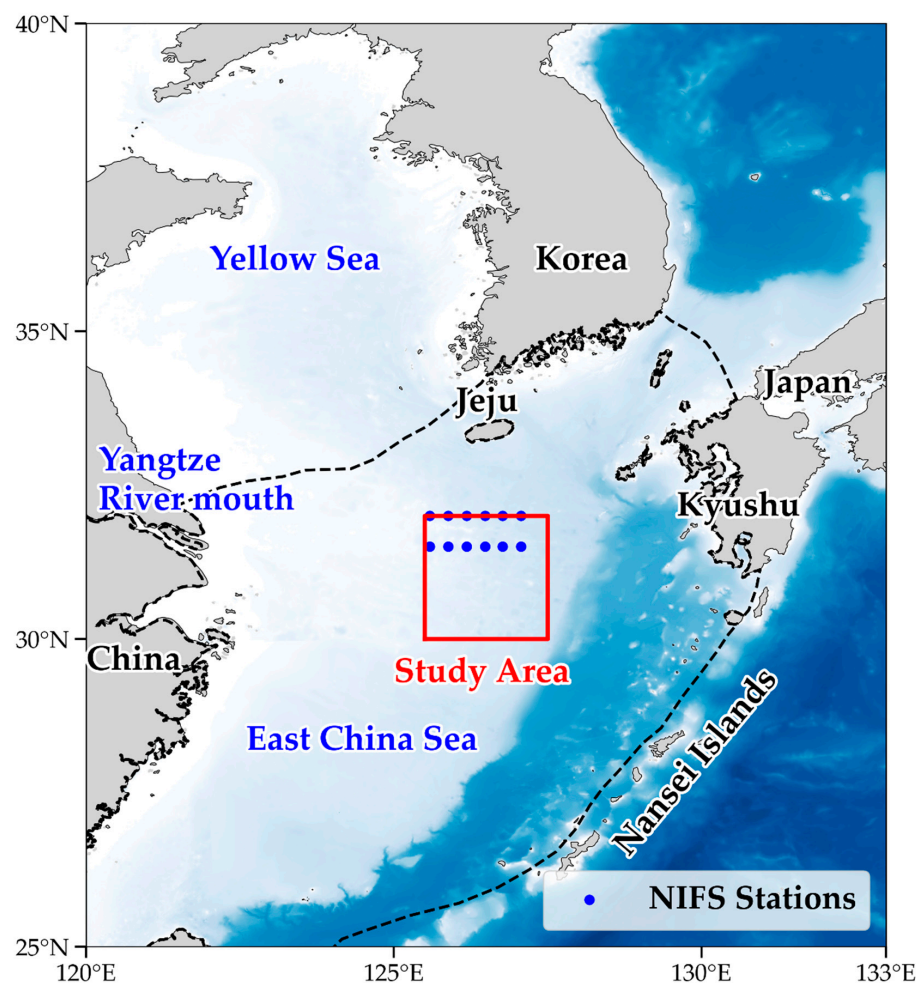 40°N
Yellow Sea
Korea
35°N
Japan
Jeju
Yangtze
River mouth
Kyushu
30°N
China
Study Area
East China Sea
Nansei Islands
NIFS Stations
25°N
120°E
125°E
130°E
133°E